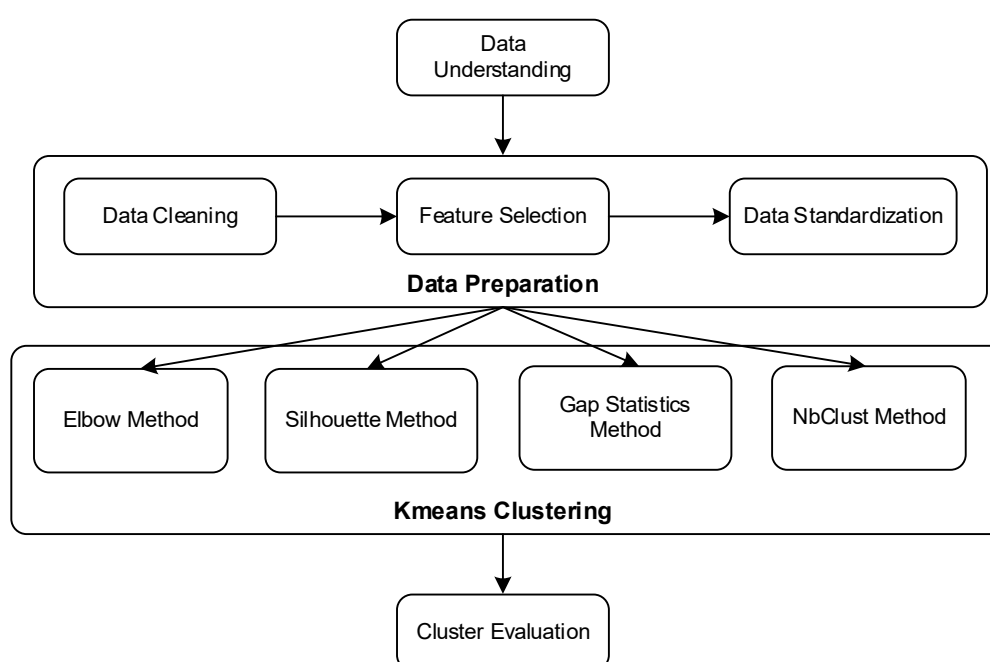 Data
Understanding
Data Cleaning
Feature Selection
Data Standardization
Data Preparation
Elbow Method
Silhouette Method
Gap Statistics
Method
NbClust Method
Kmeans Clustering
Cluster Evaluation